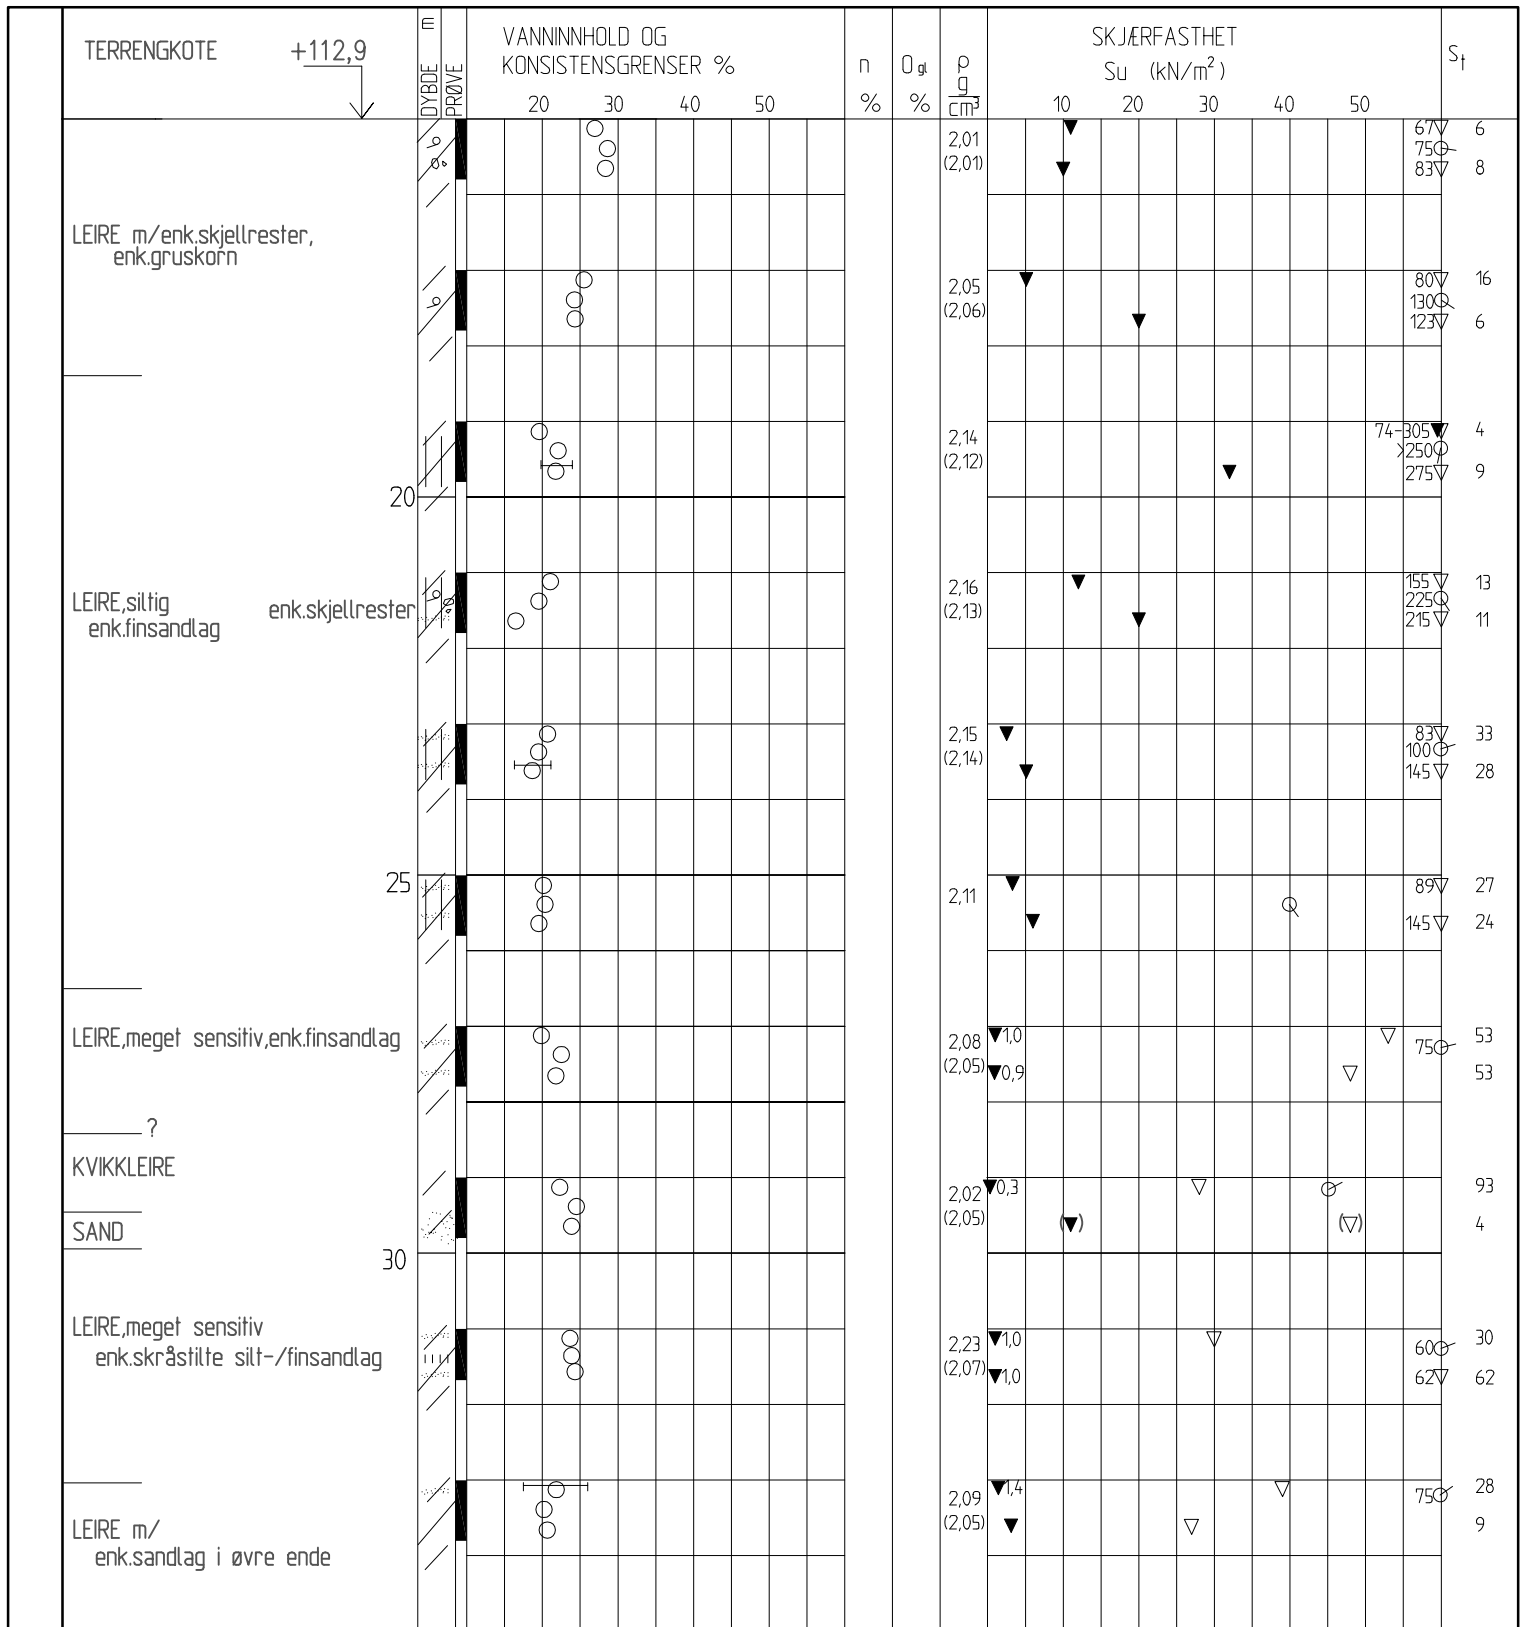 TERRENGKOTE +112,9
DYBDE m
PRØVE
VANNINNHOLD OG
KONSISTENSGRENSER %
20 30 40 50
n %
O gl %
ρ g cm³
SKJÆRFASTHET
Su (kN/m²)
10 20 30 40 50
St
2,01 67 6
(2,01) 75
83 8
LEIRE m/enk.skjellrester,
enk.gruskorn
2,05 80 16
(2,06) 130
123 6
2,14 74-305 4
(2,12) >250
275 9
20
LEIRE,siltig enk.skjellrester
enk.finsandlag
2,16 155 13
(2,13) 225
215 11
2,15 83 33
(2,14) 100
145 28
25
2,11 89 27
145 24
LEIRE,meget sensitiv,enk.finsandlag
2,08 1,0 53
(2,05) 75
0,9 53
?
KVIKKLEIRE
2,02 0,3 93
(2,05) ( ) ( ) 4
SAND
30
LEIRE,meget sensitiv
enk.skråstilte silt-/finsandlag
2,23 1,0 30
(2,07) 60
1,0 62 62
2,09 1,4 28
(2,05) 75
9
LEIRE m/
enk.sandlag i øvre ende